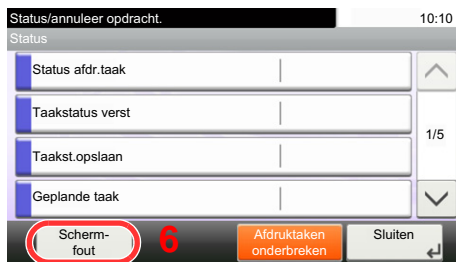 Status/annuleer opdracht.
10:10
Status
Status afdr.taak
Taakstatus verst
1/5
Taakst.opslaan
Geplande taak
Scherm-
fout
6
Afdruktaken
onderbreken
Sluiten